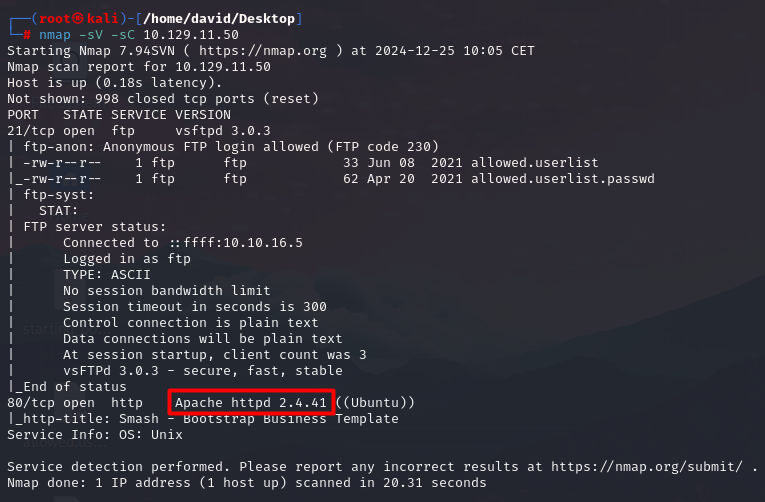 ┌──(root㉿kali)-[/home/david/Desktop]
└─# nmap -sV -sC 10.129.11.50
Starting Nmap 7.94SVN ( https://nmap.org ) at 2024-12-25 10:05 CET
Nmap scan report for 10.129.11.50
Host is up (0.18s latency).
Not shown: 998 closed tcp ports (reset)
PORT   STATE SERVICE VERSION
21/tcp open  ftp     vsftpd 3.0.3
| ftp-anon: Anonymous FTP login allowed (FTP code 230)
| -rw-r--r--    1 ftp      ftp            33 Jun 08  2021 allowed.userlist
|_-rw-r--r--    1 ftp      ftp            62 Apr 20  2021 allowed.userlist.passwd
| ftp-syst:
|   STAT:
| FTP server status:
|      Connected to ::ffff:10.10.16.5
|      Logged in as ftp
|      TYPE: ASCII
|      No session bandwidth limit
|      Session timeout in seconds is 300
|      Control connection is plain text
|      Data connections will be plain text
|      At session startup, client count was 3
|      vsFTPd 3.0.3 - secure, fast, stable
|_End of status
80/tcp open  http    Apache httpd 2.4.41 ((Ubuntu))
|_http-title: Smash - Bootstrap Business Template
Service Info: OS: Unix
Service detection performed. Please report any incorrect results at https://nmap.org/submit/ .
Nmap done: 1 IP address (1 host up) scanned in 20.31 seconds